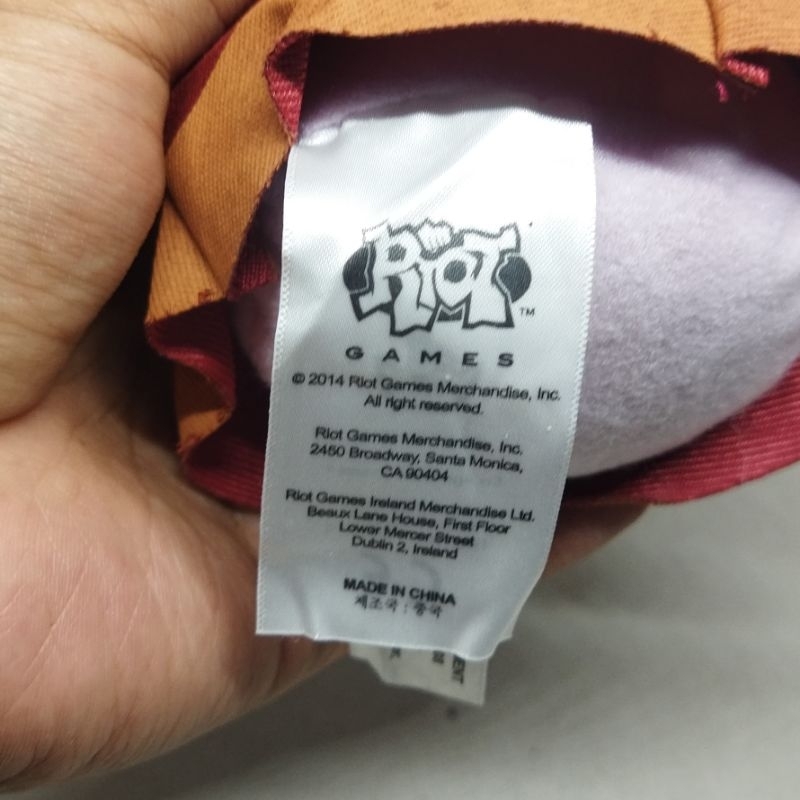 RIOT
TM
GAMES
© 2014 Riot Games Merchandise, Inc.
All right reserved.
Riot Games Merchandise, Inc.
2450 Broadway, Santa Monica,
CA 90404
Riot Games Ireland Merchandise Ltd.
Beaux Lane House, First Floor
Lower Mercer Street
Dublin 2, Ireland
MADE IN CHINA
제조국 : 중국